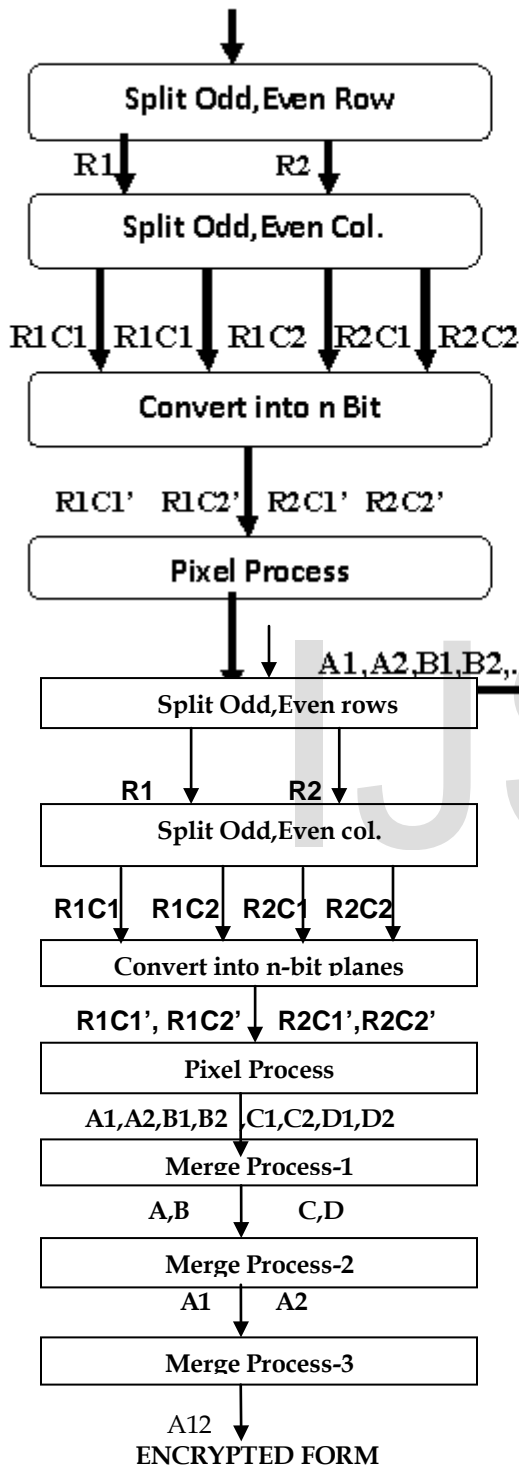 Split Odd,Even Row
R1 R2
Split Odd,Even Col.
R1C1 R1C1 R1C2 R2C1 R2C2
Convert into n Bit
R1C1’ R1C2’ R2C1’ R2C2’
Pixel Process
A1,A2,B1,B2,.
Split Odd,Even rows
R1 R2
Split Odd,Even col.
R1C1 R1C2 R2C1 R2C2
Convert into n-bit planes
R1C1’, R1C2’ R2C1’,R2C2’
Pixel Process
A1,A2,B1,B2 ,C1,C2,D1,D2
Merge Process-1
A,B C,D
Merge Process-2
A1 A2
Merge Process-3
A12
ENCRYPTED FORM
IJS